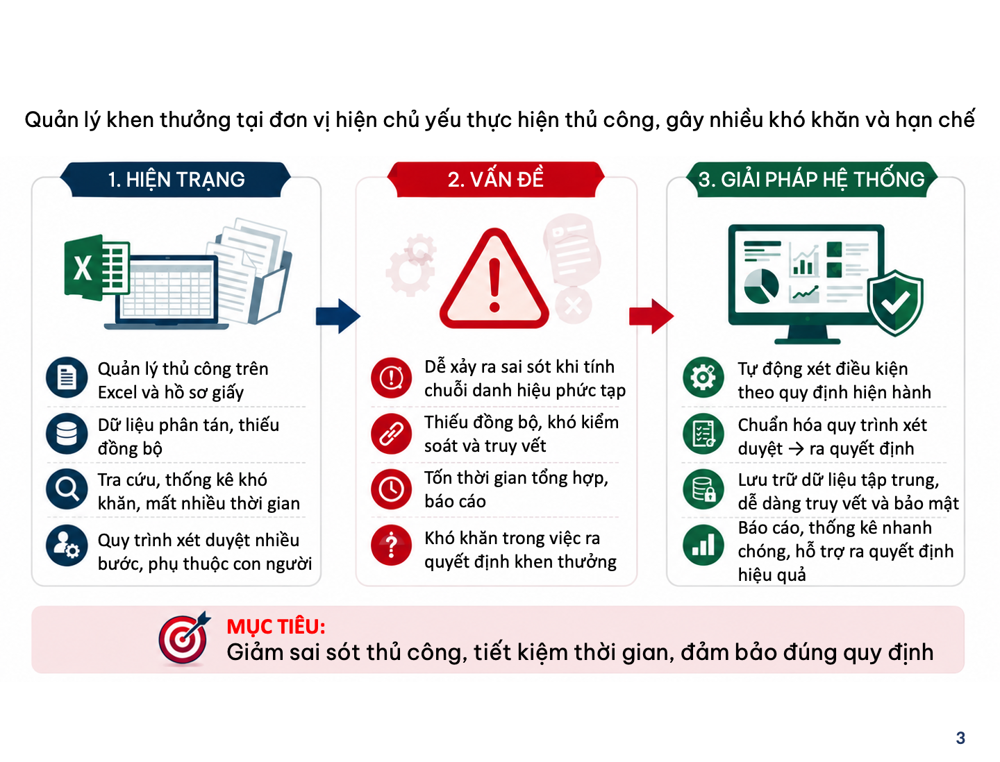 Quản lý khen thưởng tại đơn vị hiện chủ yếu thực hiện thủ công, gây nhiều khó khăn và hạn chế
1. HIỆN TRẠNG
X
Quản lý thủ công trên
Excel và hồ sơ giấy
Dữ liệu phân tán, thiếu
đồng bộ
Tra cứu, thống kê khó
khăn, mất nhiều thời gian
Quy trình xét duyệt nhiều
bước, phụ thuộc con người
2. VẤN ĐỀ
Dễ xảy ra sai sót khi tính
chuỗi danh hiệu phức tạp
Thiếu đồng bộ, khó kiểm
soát và truy vết
Tốn thời gian tổng hợp,
báo cáo
Khó khăn trong việc ra
quyết định khen thưởng
3. GIẢI PHÁP HỆ THỐNG
Tự động xét điều kiện
theo quy định hiện hành
Chuẩn hóa quy trình xét
duyệt → ra quyết định
Lưu trữ dữ liệu tập trung,
dễ dàng truy vết và bảo mật
Báo cáo, thống kê nhanh
chóng, hỗ trợ ra quyết định
hiệu quả
MỤC TIÊU:
Giảm sai sót thủ công, tiết kiệm thời gian, đảm bảo đúng quy định
3